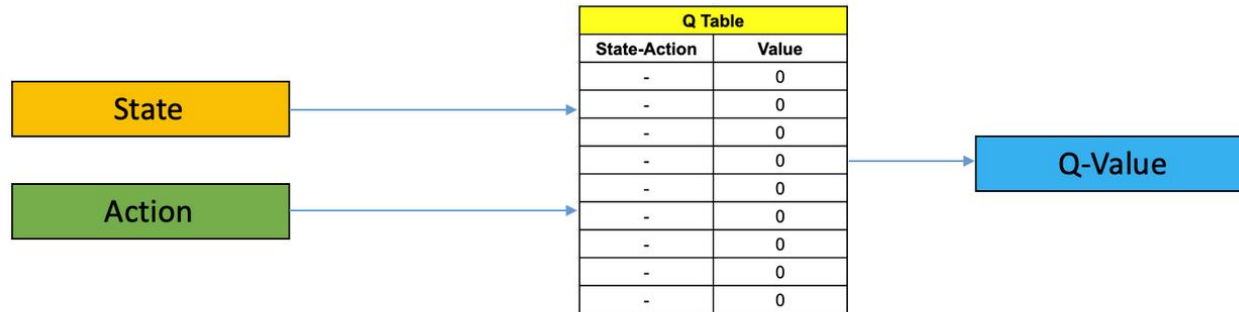 Q Table
State-Action Value
- 0
- 0
State
- 0
- 0
Q-Value
- 0
Action
- 0
- 0
- 0
- 0